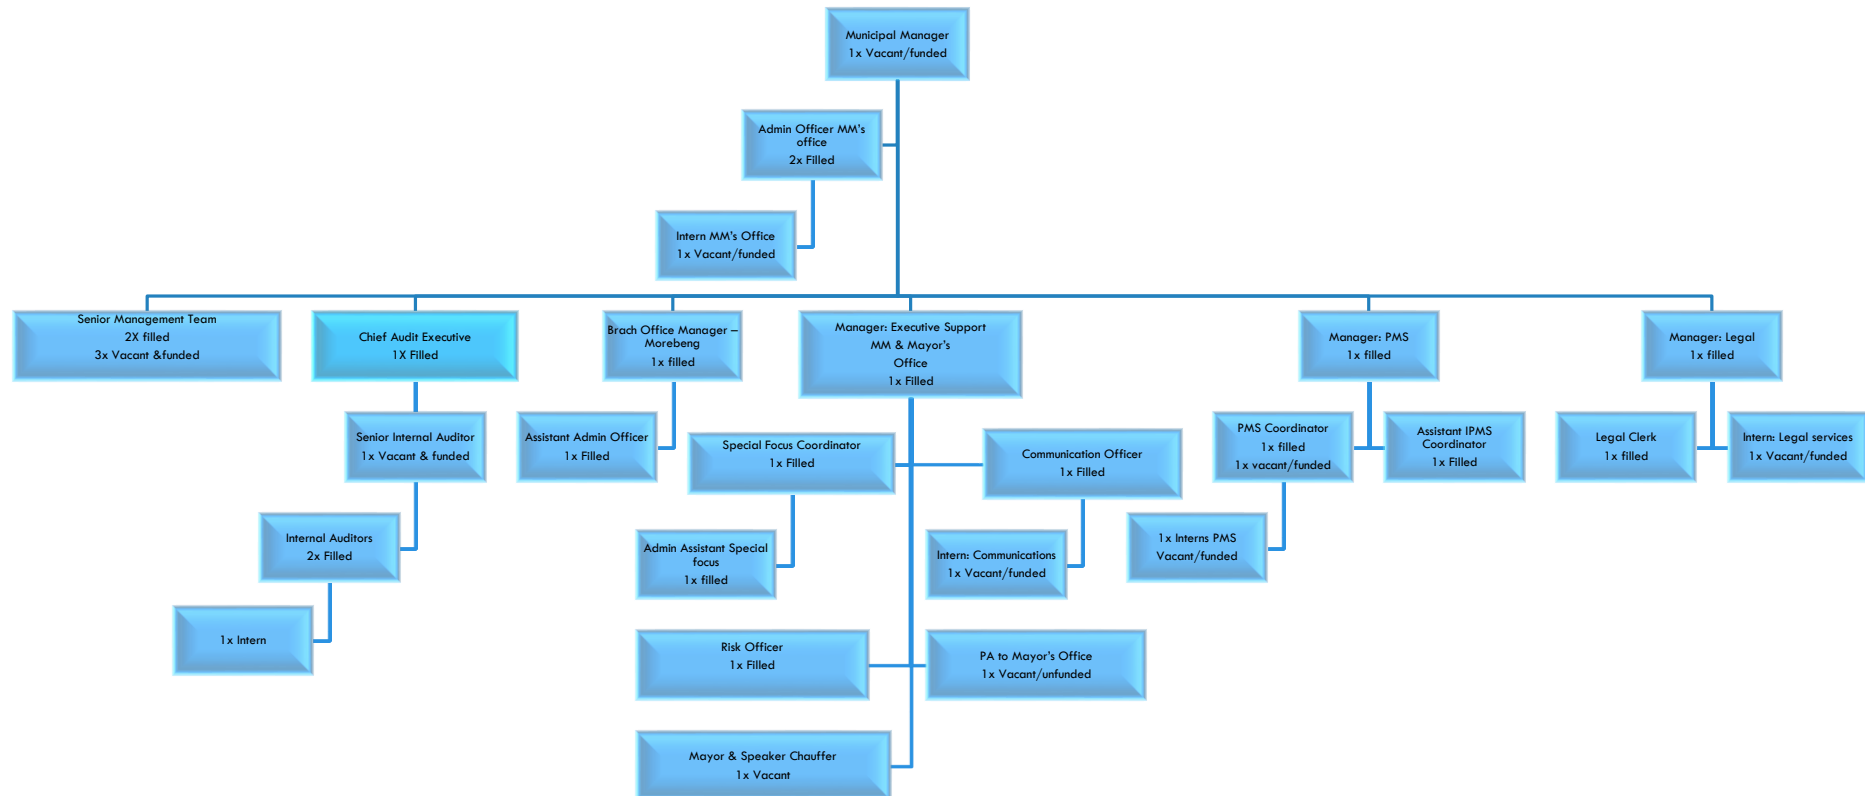 Municipal Manager
1x Vacant/funded
Admin Officer MM's
office
2x Filled
Intern MM's Office
1x Vacant/funded
Senior Management Team
2X filled
3x Vacant &funded
Chief Audit Executive
1X Filled
Brach Office Manager –
Morebeng
1x filled
Manager: Executive Support
MM & Mayor's
Office
1x Filled
Manager: PMS
1x filled
Manager: Legal
1x filled
Senior Internal Auditor
1x Vacant & funded
Assistant Admin Officer
1x Filled
Special Focus Coordinator
1x Filled
Communication Officer
1x Filled
PMS Coordinator
1x filled
1x vacant/funded
Assistant IPMS
Coordinator
1x Filled
Legal Clerk
1x filled
Intern: Legal services
1x Vacant/funded
Internal Auditors
2x Filled
Admin Assistant Special
focus
1x filled
Intern: Communications
1x Vacant/funded
1x Interns PMS
Vacant/funded
1x Intern
Risk Officer
1x Filled
PA to Mayor's Office
1x Vacant/unfunded
Mayor & Speaker Chauffer
1x Vacant